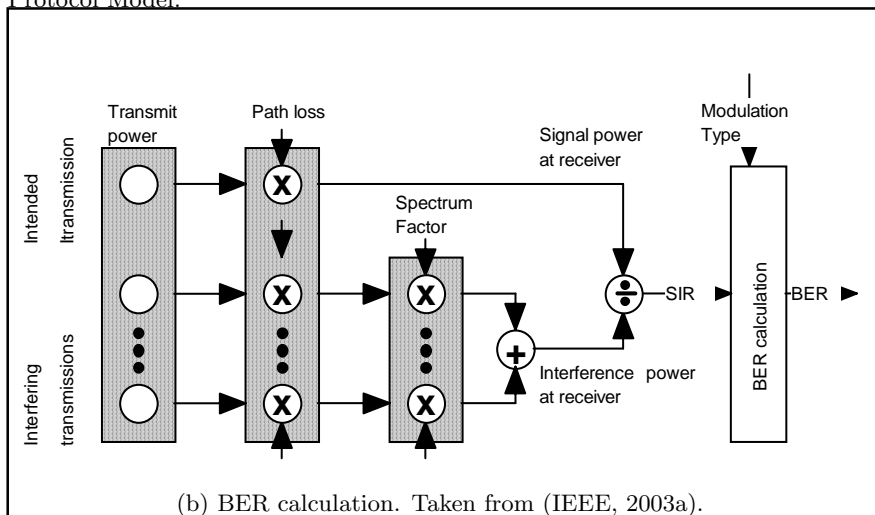 Protocol Model.
Transmit
power
Path loss
Spectrum
Factor
Signal power
at receiver
Modulation
Type
Intended
Itransmission
Interfering
transmissions
X
X
X
X
X
+
÷
SIR
BER calculation
BER
Interference power
at receiver
(b) BER calculation. Taken from (IEEE, 2003a).